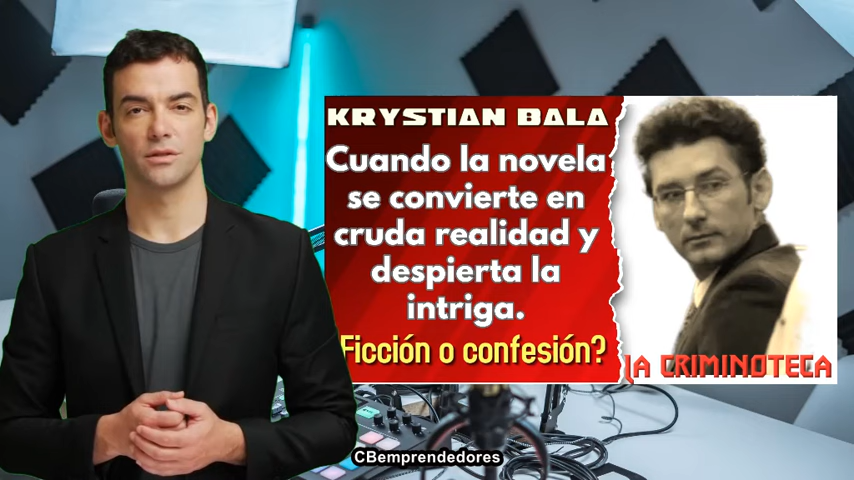 KRYSTIAN BALA
Cuando la novela
se convierte en
cruda realidad y
despierta la
intriga.
Ficción o confesión?
LA CRIMINOTECA
CBemprendedores